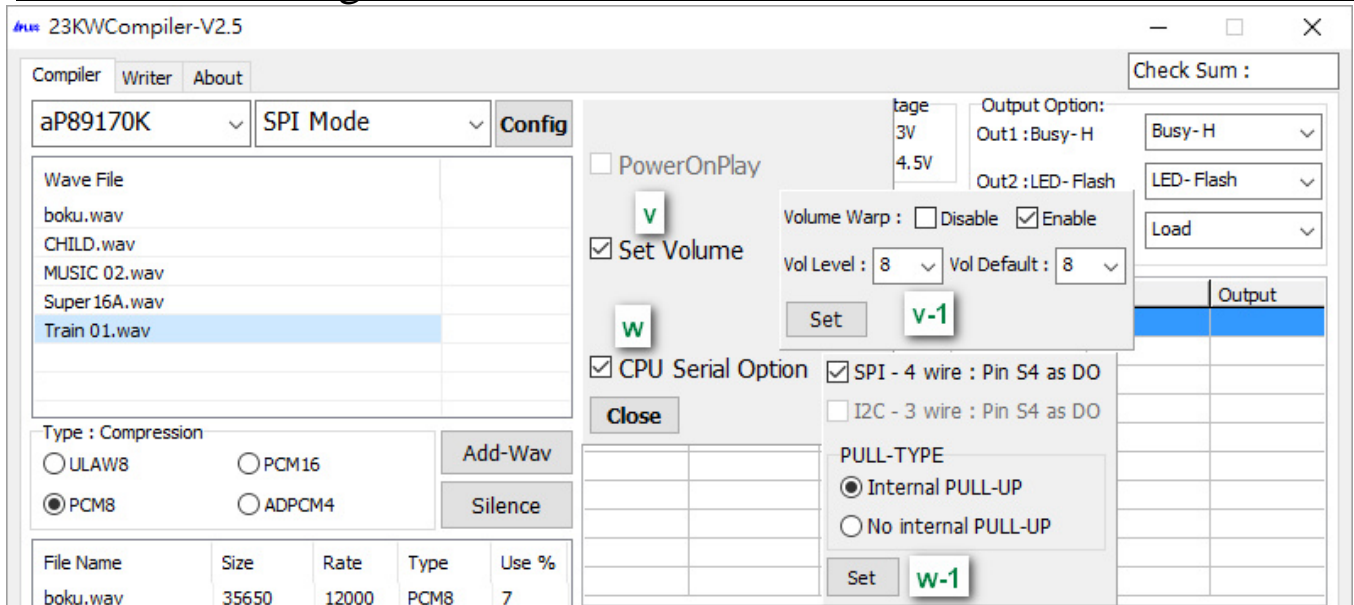 aPLUS 23KWCompiler-V2.5
Compiler Writer About
Check Sum :
aP89170K SPI Mode Config
Wave File
boku.wav
CHILD.wav
MUSIC 02.wav
Super16A.wav
Train 01.wav
Type : Compression
ULAW8 PCM16
PCM8 ADPCM4
Add-Wav
Silence
File Name Size Rate Type Use %
boku.wav 35650 12000 PCM8 7
PowerOnPlay
v
Set Volume
w
CPU Serial Option
Close
tage
3V
4.5V
Output Option:
Out1 :Busy-H Busy-H
Out2 :LED-Flash LED-Flash
Load
Volume Warp : Disable Enable
Vol Level : 8 Vol Default : 8
Set v-1
Output
SPI - 4 wire : Pin S4 as DO
I2C - 3 wire : Pin S4 as DO
PULL-TYPE
Internal PULL-UP
No internal PULL-UP
Set w-1